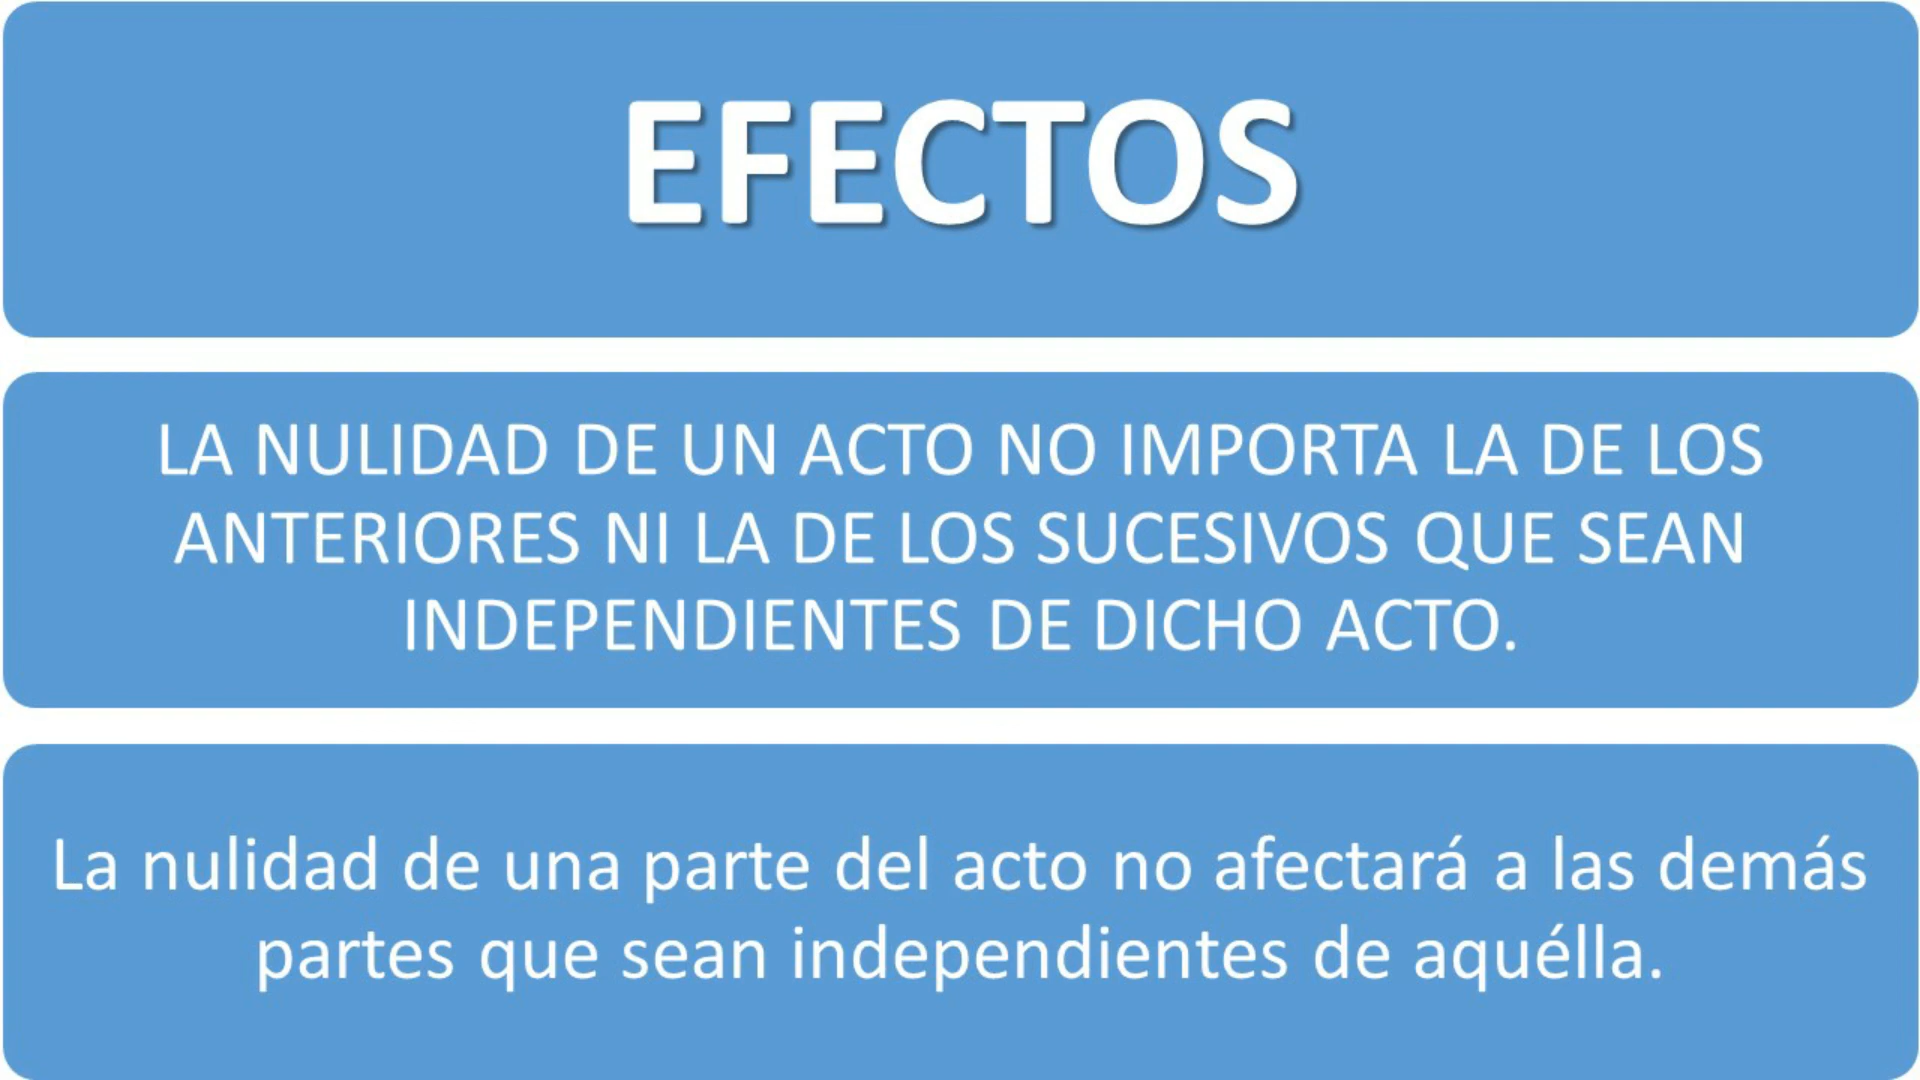 EFECTOS
LA NULIDAD DE UN ACTO NO IMPORTA LA DE LOS
ANTERIORES NI LA DE LOS SUCESIVOS QUE SEAN
INDEPENDIENTES DE DICHO ACTO.
La nulidad de una parte del acto no afectará a las demás
partes que sean independientes de aquélla.